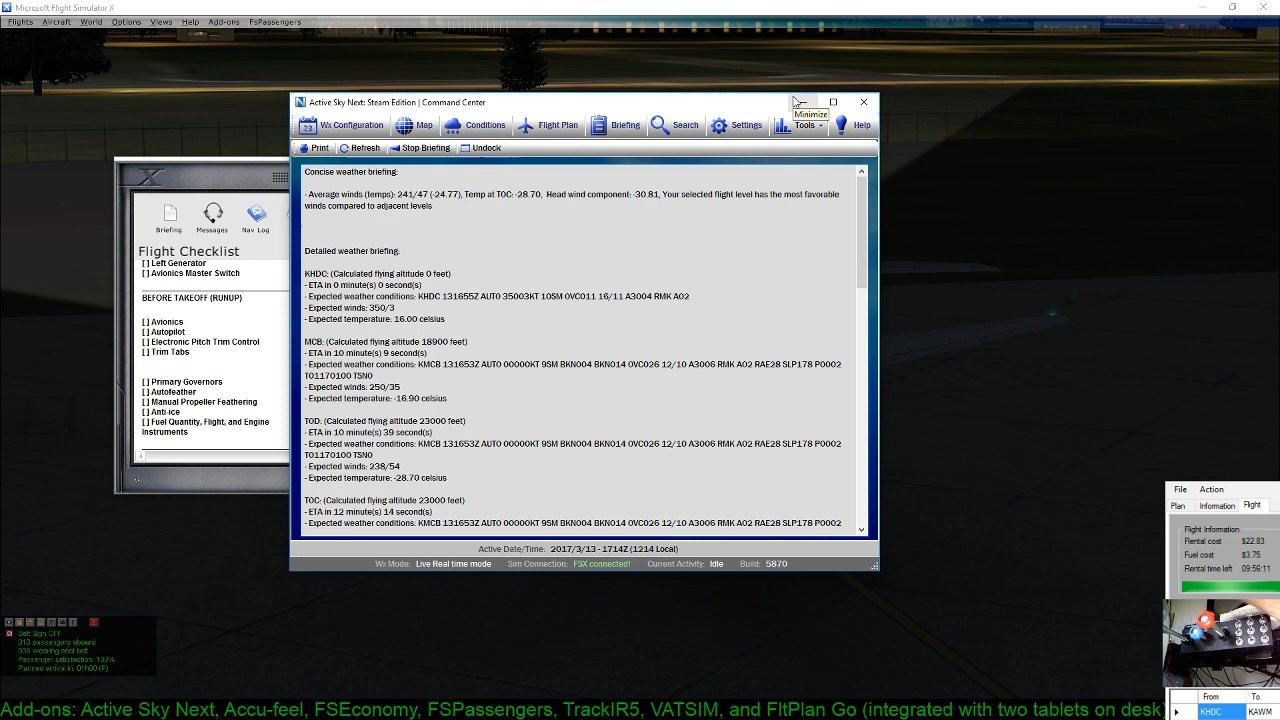 Microsoft Flight Simulator X
Flights Aircraft World Options Views Help Add-ons FsPassengers
Active Sky Next: Steam Edition | Command Center
Minimize
23 Wx Configuration Map Conditions Flight Plan Briefing Search Settings Tools Help
Print Refresh Stop Briefing Undock
Concise weather briefing:
- Average winds (temps): 241/47 (-24.77), Temp at TOC: -28.70, Head wind component: -30.81, Your selected flight level has the most favorable
winds compared to adjacent levels
Detailed weather briefing:
KHDC: (Calculated flying altitude 0 feet)
- ETA in 0 minute(s) 0 second(s)
- Expected weather conditions: KHDC 131655Z AUTO 35003KT 10SM OVC011 16/11 A3004 RMK AO2
- Expected winds: 350/3
- Expected temperature: 16.00 celsius
MCB: (Calculated flying altitude 18900 feet)
- ETA in 10 minute(s) 9 second(s)
- Expected weather conditions: KMCB 131653Z AUTO 00000KT 9SM BKN004 BKN014 OVC026 12/10 A3006 RMK AO2 RAE28 SLP178 P0002
T01170100 TSNO
- Expected winds: 250/35
- Expected temperature: -16.90 celsius
TOD: (Calculated flying altitude 23000 feet)
- ETA in 10 minute(s) 39 second(s)
- Expected weather conditions: KMCB 131653Z AUTO 00000KT 9SM BKN004 BKN014 OVC026 12/10 A3006 RMK AO2 RAE28 SLP178 P0002
T01170100 TSNO
- Expected winds: 238/54
- Expected temperature: -28.70 celsius
TOC: (Calculated flying altitude 23000 feet)
- ETA in 12 minute(s) 14 second(s)
- Expected weather conditions: KMCB 131653Z AUTO 00000KT 9SM BKN004 BKN014 OVC026 12/10 A3006 RMK AO2 RAE28 SLP178 P0002
Active Date/Time: 2017/3/13 - 1714Z (1214 Local)
Wx Mode: Live Real time mode Sim Connection: FSX connected! Current Activity: Idle Build: 5870
X
Briefing Messages Nav Log
Flight Checklist
[ ] Left Generator
[ ] Avionics Master Switch
BEFORE TAKEOFF (RUNUP)
[ ] Avionics
[ ] Autopilot
[ ] Electronic Pitch Trim Control
[ ] Trim Tabs
[ ] Primary Governors
[ ] Autofeather
[ ] Manual Propeller Feathering
[ ] Anti-ice
[ ] Fuel Quantity, Flight, and Engine
Instruments
File Action
Plan Information Flight
Flight Information
Rental cost $22.83
Fuel cost $3.75
Rental time left 09:56:11
From To
KHDC KAWM
Belt Sign OFF
010 passengers aboard
006 wearing seat belt
Passenger satisfaction: 100%
Planned arrival in: 01h00 (P)
Add-ons: Active Sky Next, Accu-feel, FSEconomy, FSPassengers, TrackIR5, VATSIM, and FltPlan Go (integrated with two tablets on desk)